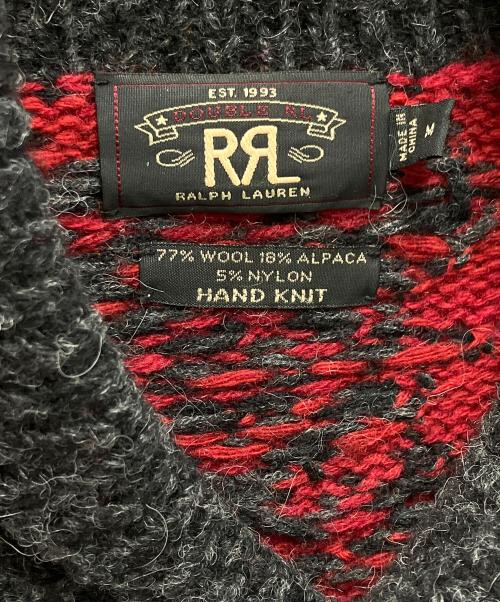 EST. 1993
DOUBLE RL
RRL
RALPH LAUREN
MADE IN
CHINA
M
77% WOOL 18% ALPACA
5% NYLON
HAND KNIT